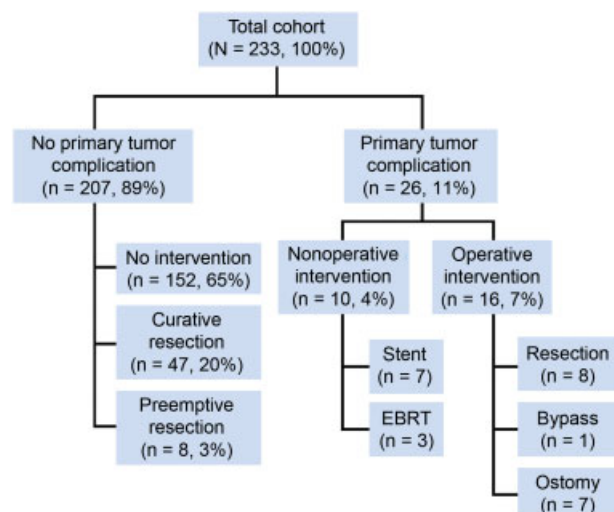 Total cohort
(N = 233, 100%)
No primary tumor
complication
(n = 207, 89%)
Primary tumor
complication
(n = 26, 11%)
No intervention
(n = 152, 65%)
Curative
resection
(n = 47, 20%)
Preemptive
resection
(n = 8, 3%)
Nonoperative
intervention
(n = 10, 4%)
Operative
intervention
(n = 16, 7%)
Stent
(n = 7)
EBRT
(n = 3)
Resection
(n = 8)
Bypass
(n = 1)
Ostomy
(n = 7)